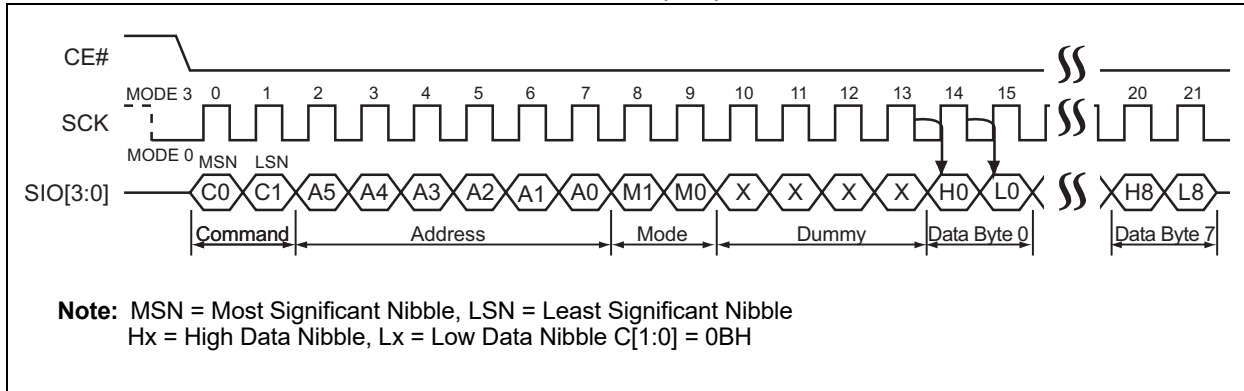 CE#
MODE 3 0 1 2 3 4 5 6 7 8 9 10 11 12 13 14 15 20 21
SCK
MODE 0 MSN LSN
SIO[3:0] C0 C1 A5 A4 A3 A2 A1 A0 M1 M0 X X X X H0 L0 H8 L8
Command Address Mode Dummy Data Byte 0 Data Byte 7
Note: MSN = Most Significant Nibble, LSN = Least Significant Nibble
Hx = High Data Nibble, Lx = Low Data Nibble C[1:0] = 0BH